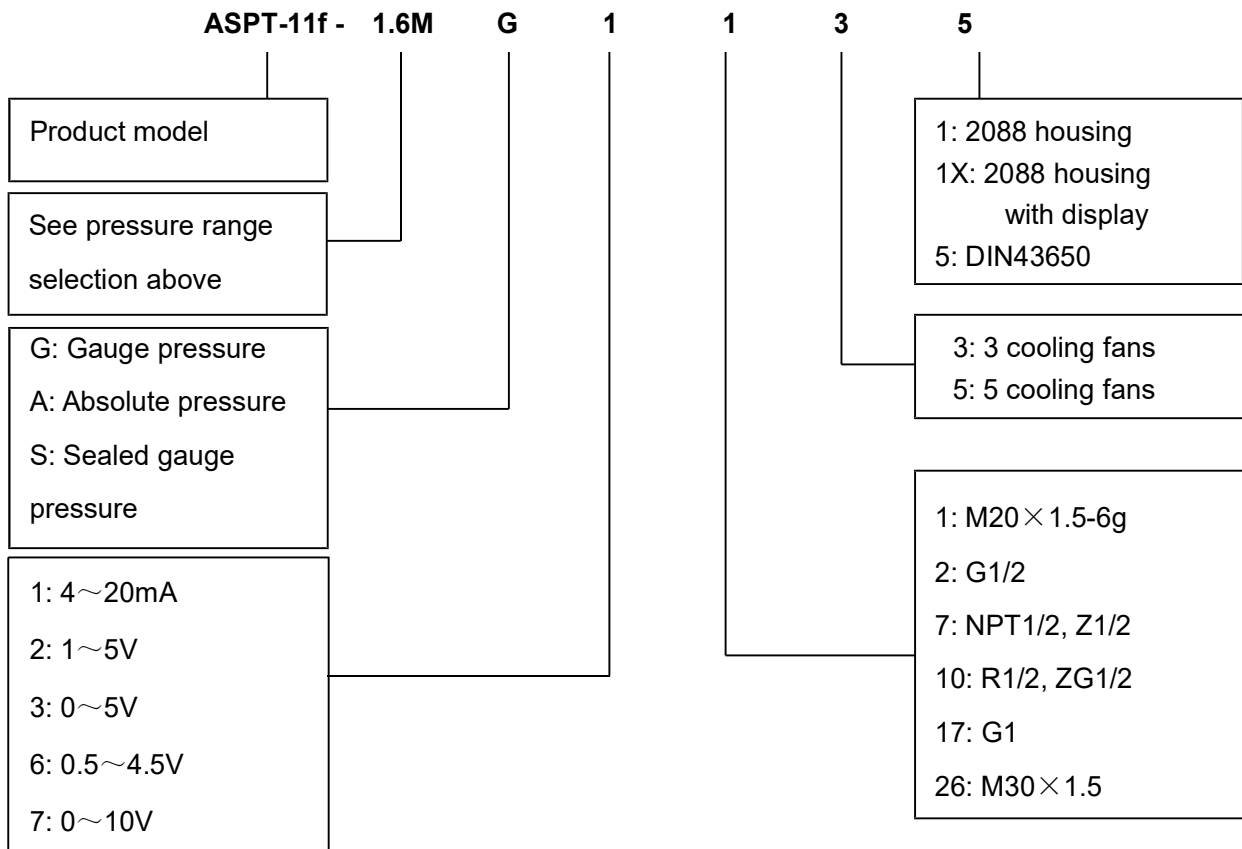 ASPT-11f - 1.6M G 1 1 3 5
Product model
See pressure range
selection above
G: Gauge pressure
A: Absolute pressure
S: Sealed gauge
pressure
1: 4～20mA
2: 1～5V
3: 0～5V
6: 0.5～4.5V
7: 0～10V
1: 2088 housing
1X: 2088 housing
with display
5: DIN43650
3: 3 cooling fans
5: 5 cooling fans
1: M20×1.5-6g
2: G1/2
7: NPT1/2, Z1/2
10: R1/2, ZG1/2
17: G1
26: M30×1.5